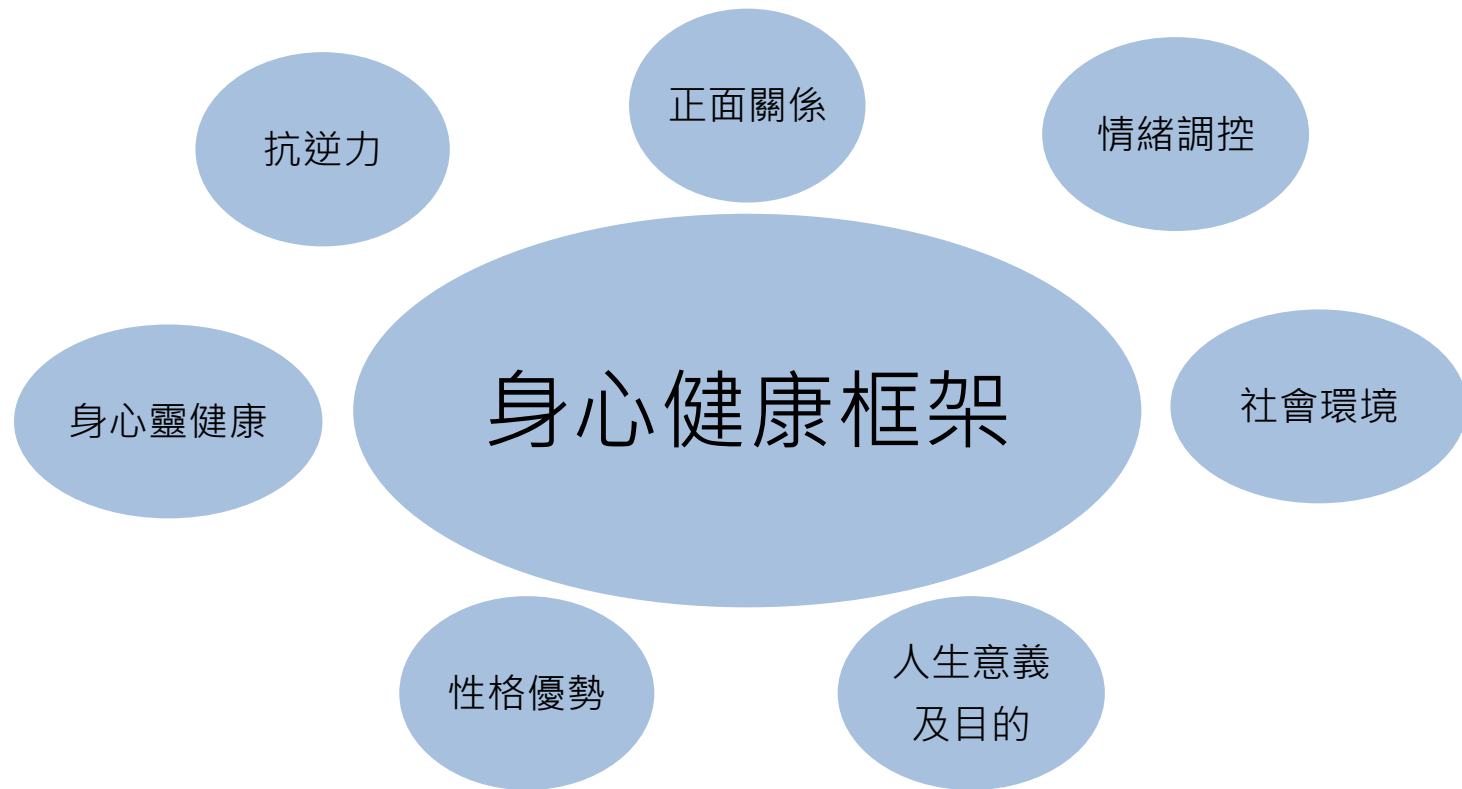 正面關係
抗逆力
情緒調控
身心健康框架
身心靈健康
社會環境
性格優勢
人生意義
及目的